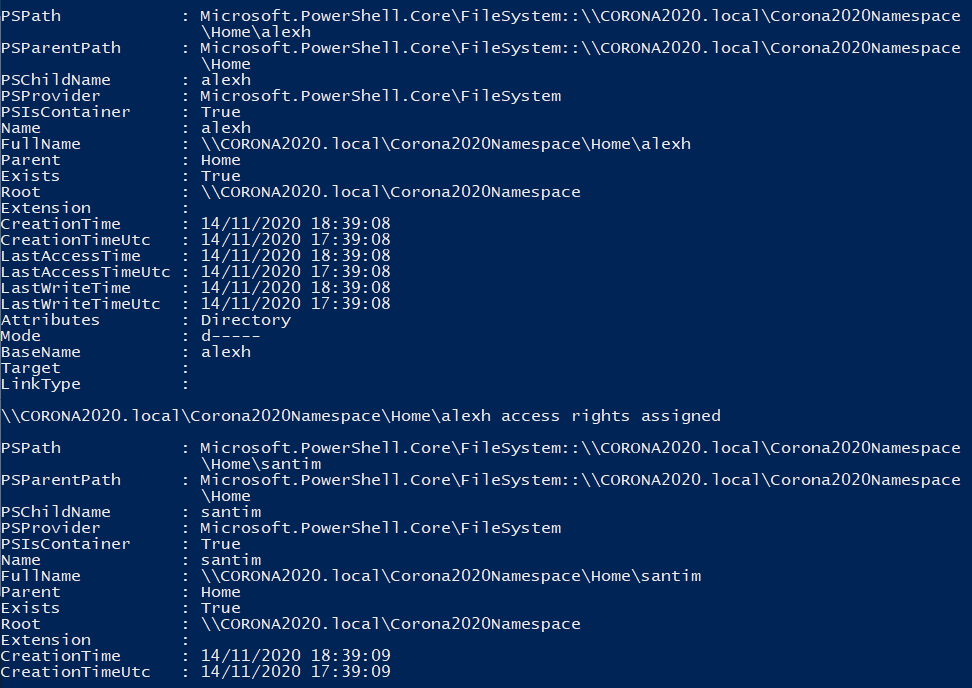 PSPath            : Microsoft.PowerShell.Core\FileSystem::\\CORONA2020.local\Corona2020Namespace
                    \Home\alexh
PSParentPath      : Microsoft.PowerShell.Core\FileSystem::\\CORONA2020.local\Corona2020Namespace
                    \Home
PSChildName       : alexh
PSProvider        : Microsoft.PowerShell.Core\FileSystem
PSIsContainer     : True
Name              : alexh
FullName          : \\CORONA2020.local\Corona2020Namespace\Home\alexh
Parent            : Home
Exists            : True
Root              : \\CORONA2020.local\Corona2020Namespace
Extension         :
CreationTime      : 14/11/2020 18:39:08
CreationTimeUtc   : 14/11/2020 17:39:08
LastAccessTime    : 14/11/2020 18:39:08
LastAccessTimeUtc : 14/11/2020 17:39:08
LastWriteTime     : 14/11/2020 18:39:08
LastWriteTimeUtc  : 14/11/2020 17:39:08
Attributes        : Directory
Mode              : d-----
BaseName          : alexh
Target            :
LinkType          :
\\CORONA2020.local\Corona2020Namespace\Home\alexh access rights assigned
PSPath            : Microsoft.PowerShell.Core\FileSystem::\\CORONA2020.local\Corona2020Namespace
                    \Home\santim
PSParentPath      : Microsoft.PowerShell.Core\FileSystem::\\CORONA2020.local\Corona2020Namespace
                    \Home
PSChildName       : santim
PSProvider        : Microsoft.PowerShell.Core\FileSystem
PSIsContainer     : True
Name              : santim
FullName          : \\CORONA2020.local\Corona2020Namespace\Home\santim
Parent            : Home
Exists            : True
Root              : \\CORONA2020.local\Corona2020Namespace
Extension         :
CreationTime      : 14/11/2020 18:39:09
CreationTimeUtc   : 14/11/2020 17:39:09